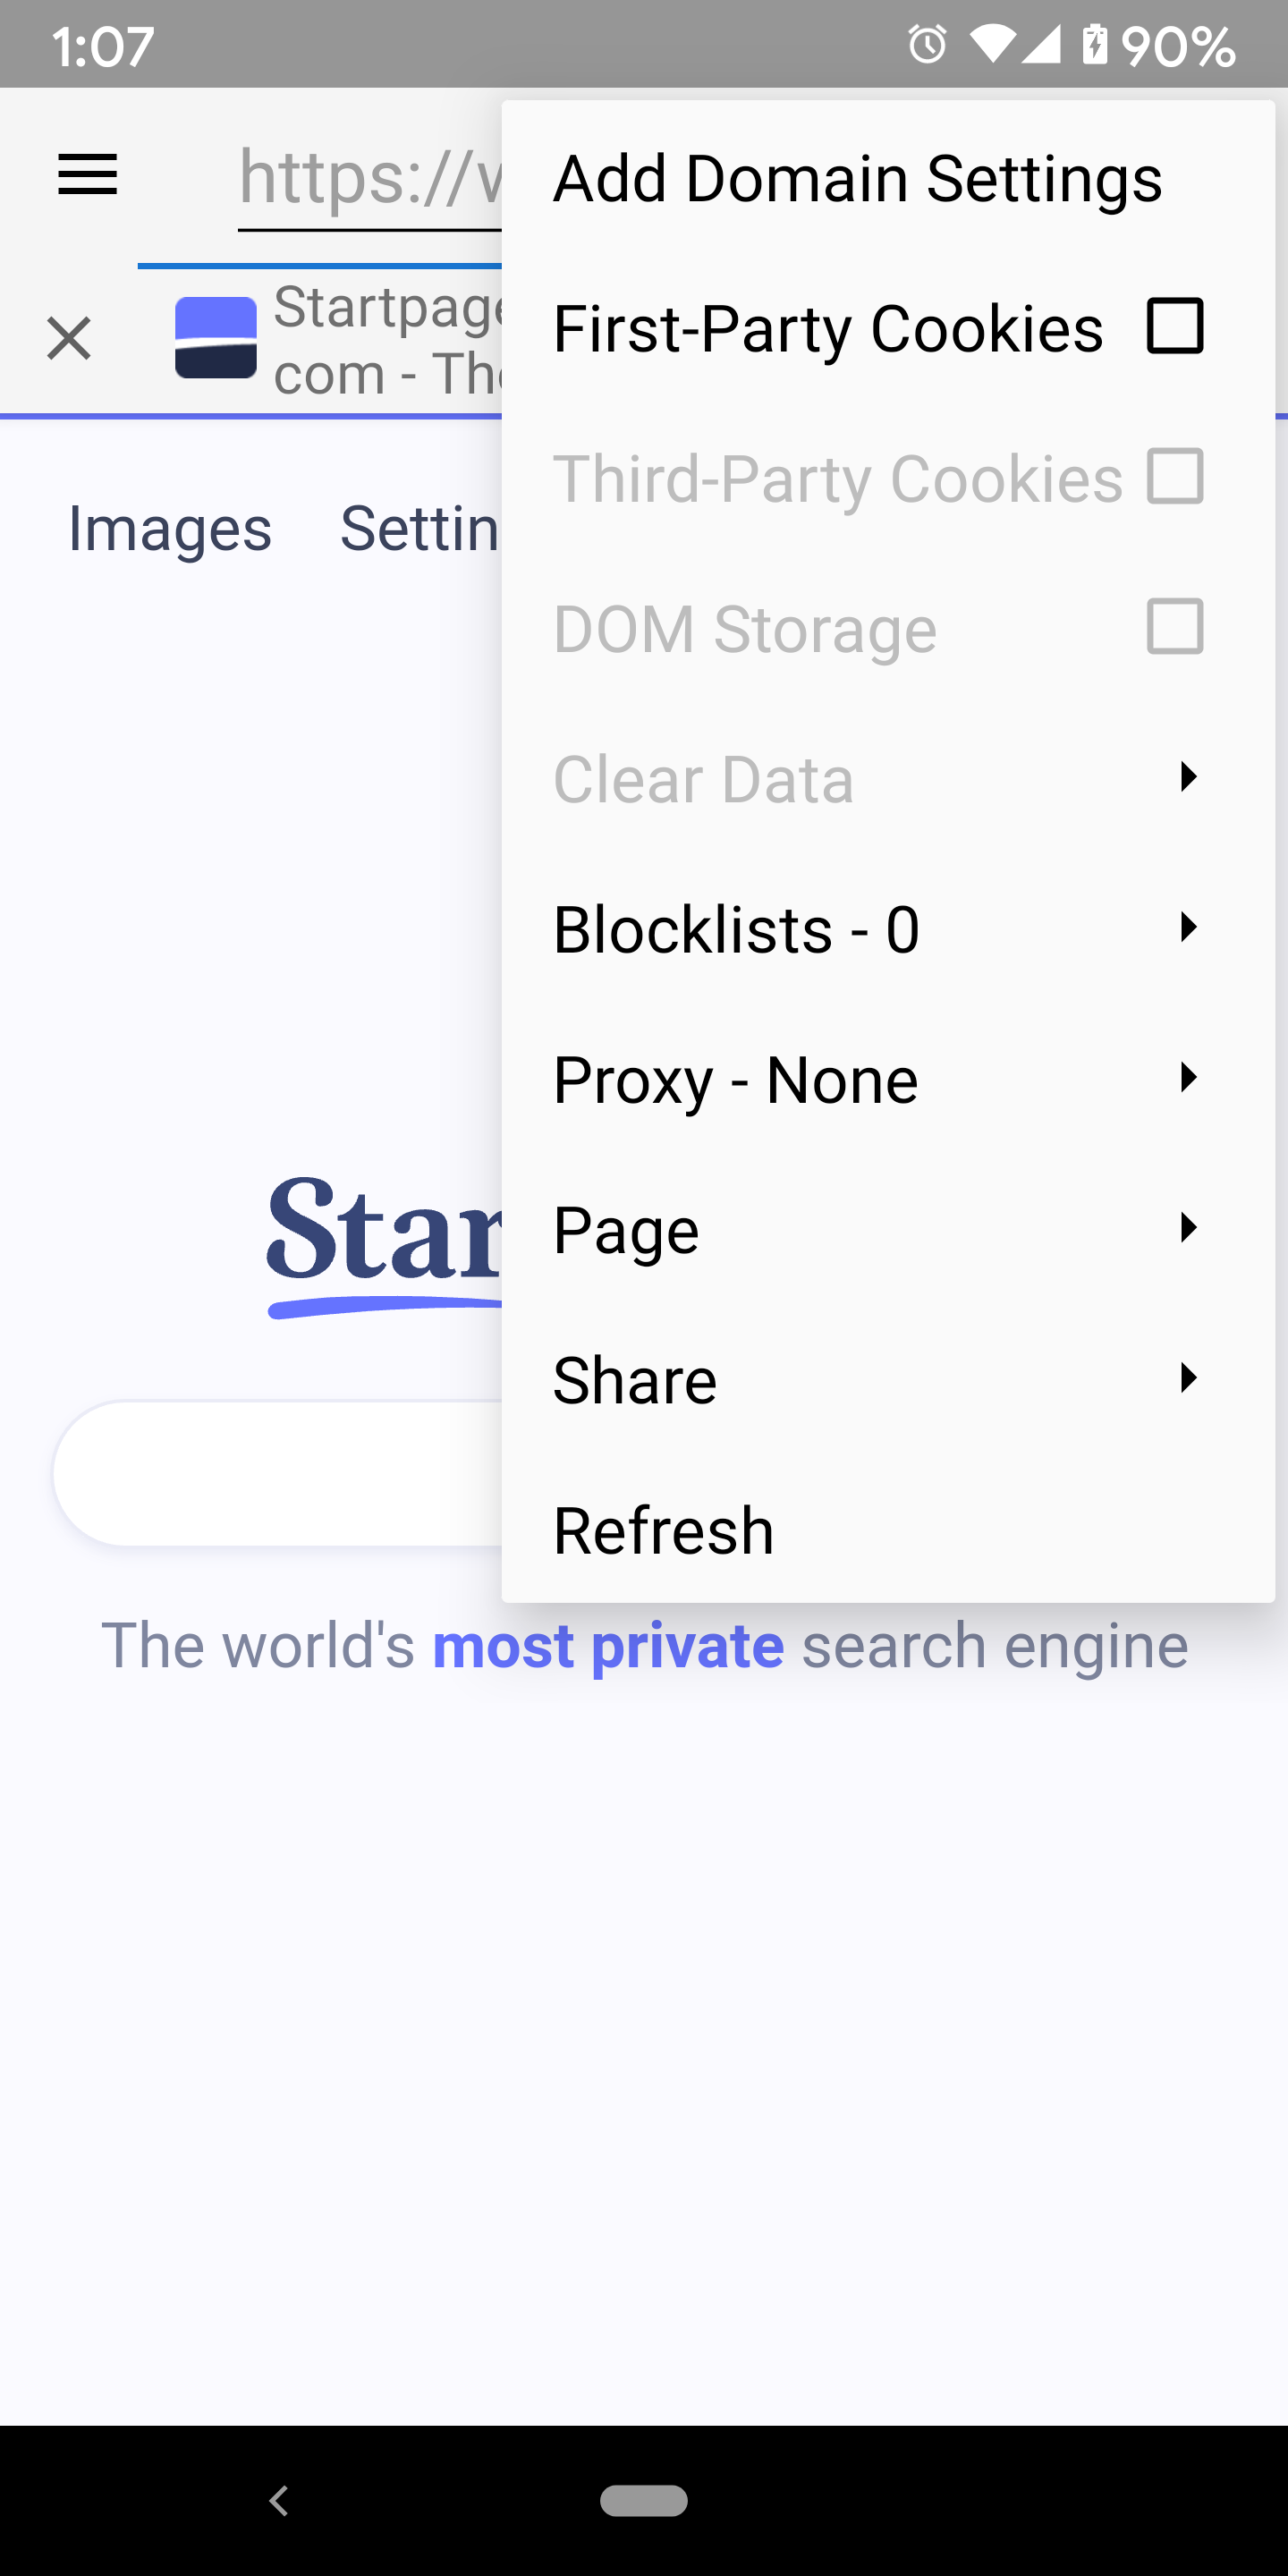 1:07
90%
https://w
Add Domain Settings
First-Party Cookies
Third-Party Cookies
DOM Storage
Clear Data
Blocklists - 0
Proxy - None
Page
Share
Refresh
Startpage
com - The
Images Settin
Star
The world's most private search engine